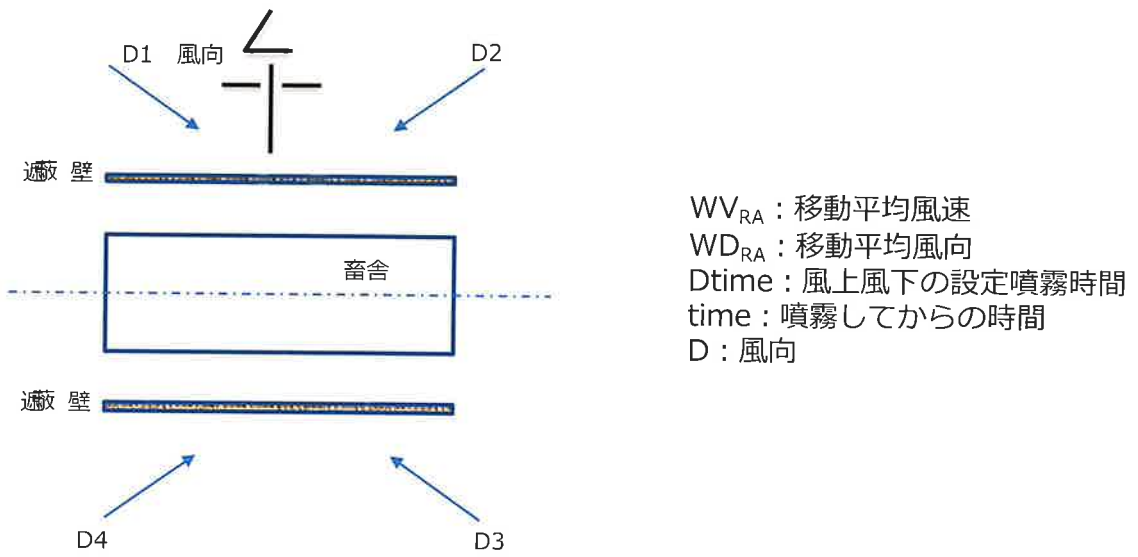 D1 風向
D2
遮蔽 壁
畜舎
遮蔽 壁
D4
D3
WV_RA：移動平均風速
WD_RA：移動平均風向
Dtime：風上風下の設定噴霧時間
time：噴霧してからの時間
D：風向